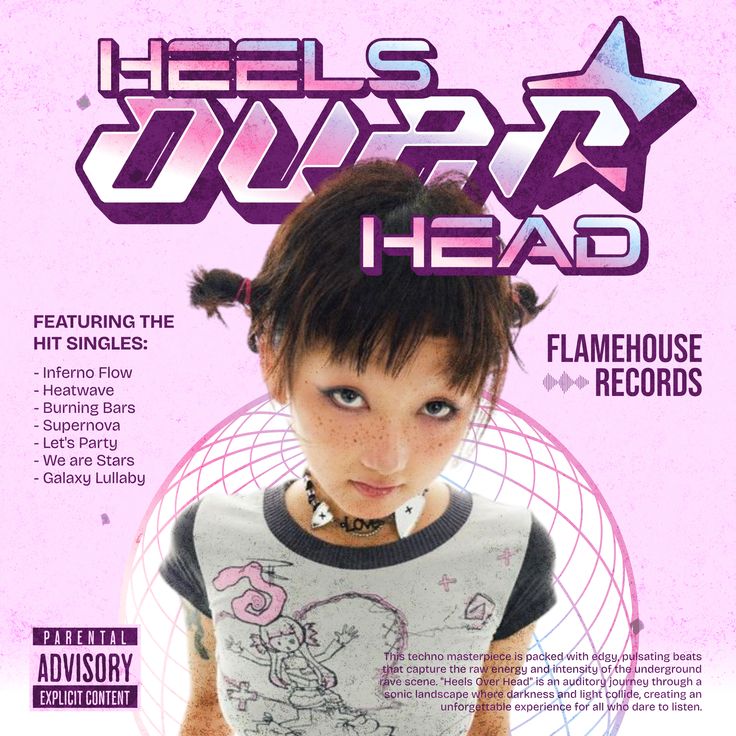 HEELS
OVER
HEAD
FEATURING THE
HIT SINGLES:
- Inferno Flow
- Heatwave
- Burning Bars
- Supernova
- Let's Party
- We are Stars
- Galaxy Lullaby
FLAMEHOUSE
RECORDS
LOVE
PARENTAL
ADVISORY
EXPLICIT CONTENT
This techno masterpiece is packed with edgy, pulsating beats
that capture the raw energy and intensity of the underground
rave scene. "Heels Over Head" is an auditory journey through a
sonic landscape where darkness and light collide, creating an
unforgettable experience for all who dare to listen.